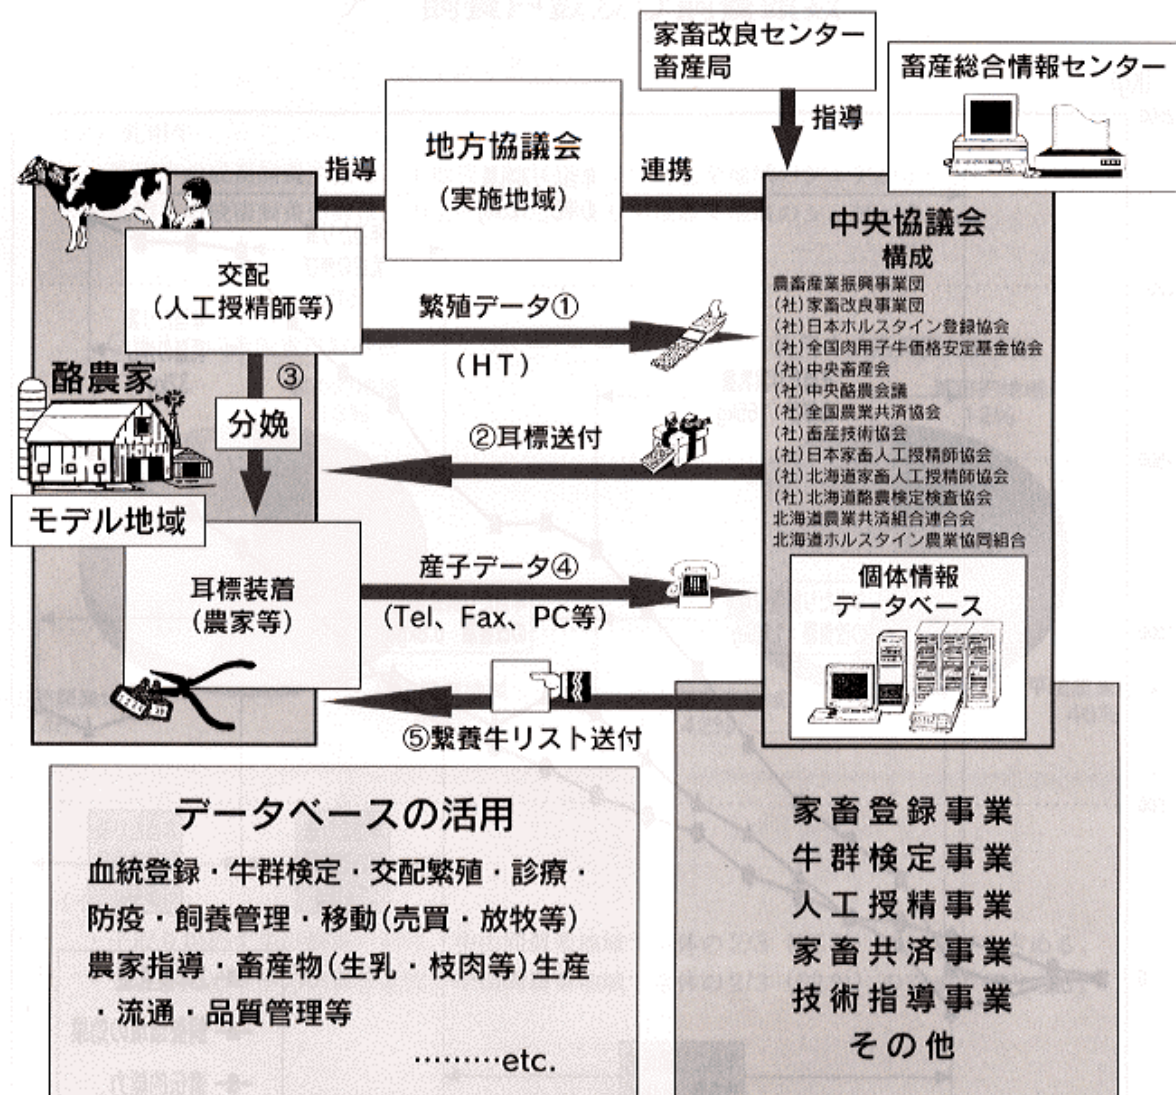 家畜改良センター
畜産局
畜産総合情報センター
指導
地方協議会
(実施地域)
指導
連携
中央協議会
構成
農畜産業振興事業団
(社)家畜改良事業団
(社)日本ホルスタイン登録協会
(社)全国肉用子牛価格安定基金協会
(社)中央畜産会
(社)中央酪農会議
(社)全国農業共済協会
(社)畜産技術協会
(社)日本家畜人工授精師協会
(社)北海道家畜人工授精師協会
(社)北海道酪農検定検査協会
北海道農業共済組合連合会
北海道ホルスタイン農業協同組合
個体情報
データベース
交配
(人工授精師等)
繁殖データ①
(HT)
酪農家
③
分娩
②耳標送付
モデル地域
耳標装着
(農家等)
産子データ④
(Tel、Fax、PC等)
⑤繋養牛リスト送付
データベースの活用
血統登録・牛群検定・交配繁殖・診療・
防疫・飼養管理・移動(売買・放牧等)
農家指導・畜産物(生乳・枝肉等)生産
・流通・品質管理等
………etc.
家畜登録事業
牛群検定事業
人工授精事業
家畜共済事業
技術指導事業
その他